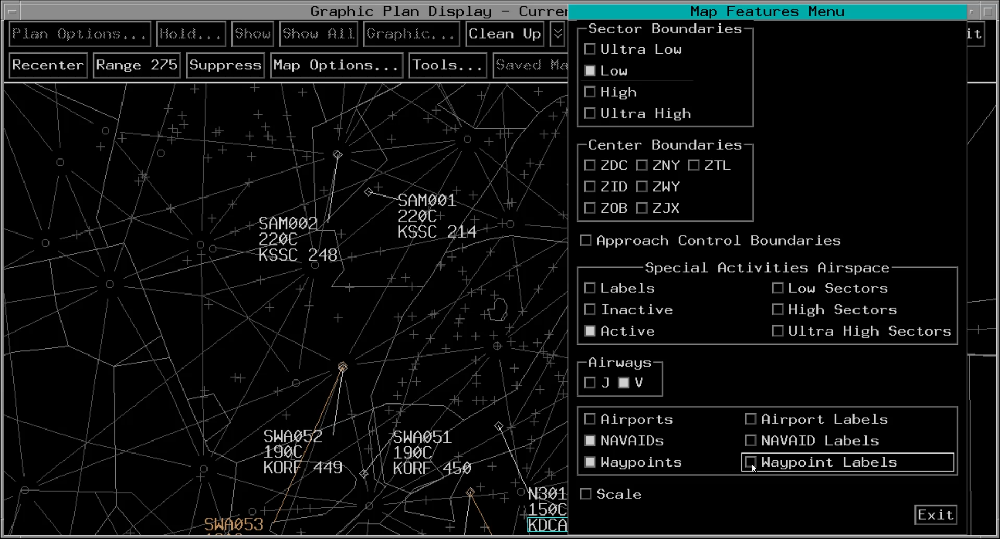 Graphic Plan Display - Curre
Map Features Menu
Plan Options... Hold... Show Show All Graphic... Clean Up it
Recenter Range 275 Suppress Map Options... Tools... Saved Ma
Sector Boundaries
Ultra Low
Low
High
Ultra High
Center Boundaries
ZDC ZNY ZTL
ZID ZWY
ZOB ZJX
Approach Control Boundaries
Special Activities Airspace
Labels Low Sectors
Inactive High Sectors
Active Ultra High Sectors
Airways
J V
Airports Airport Labels
NAVAIDs NAVAID Labels
Waypoints Waypoint Labels
Scale
Exit
SAM001
220C
KSSC 214
SAM002
220C
KSSC 248
SWA052
190C
KORF 449
SWA051
190C
KORF 450
N301
150C
KDCA
SWA053